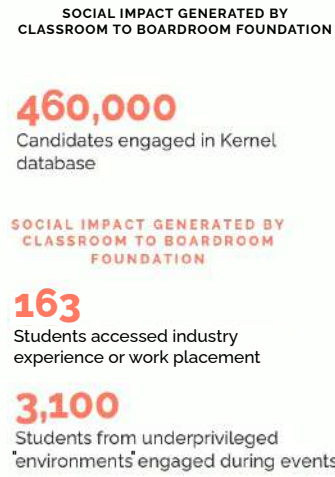 SOCIAL IMPACT GENERATED BY
CLASSROOM TO BOARDROOM FOUNDATION
460,000
Candidates engaged in Kernel
database
SOCIAL IMPACT GENERATED BY
CLASSROOM TO BOARDROOM
FOUNDATION
163
Students accessed industry
experience or work placement
3,100
Students from underprivileged
"environments" engaged during events